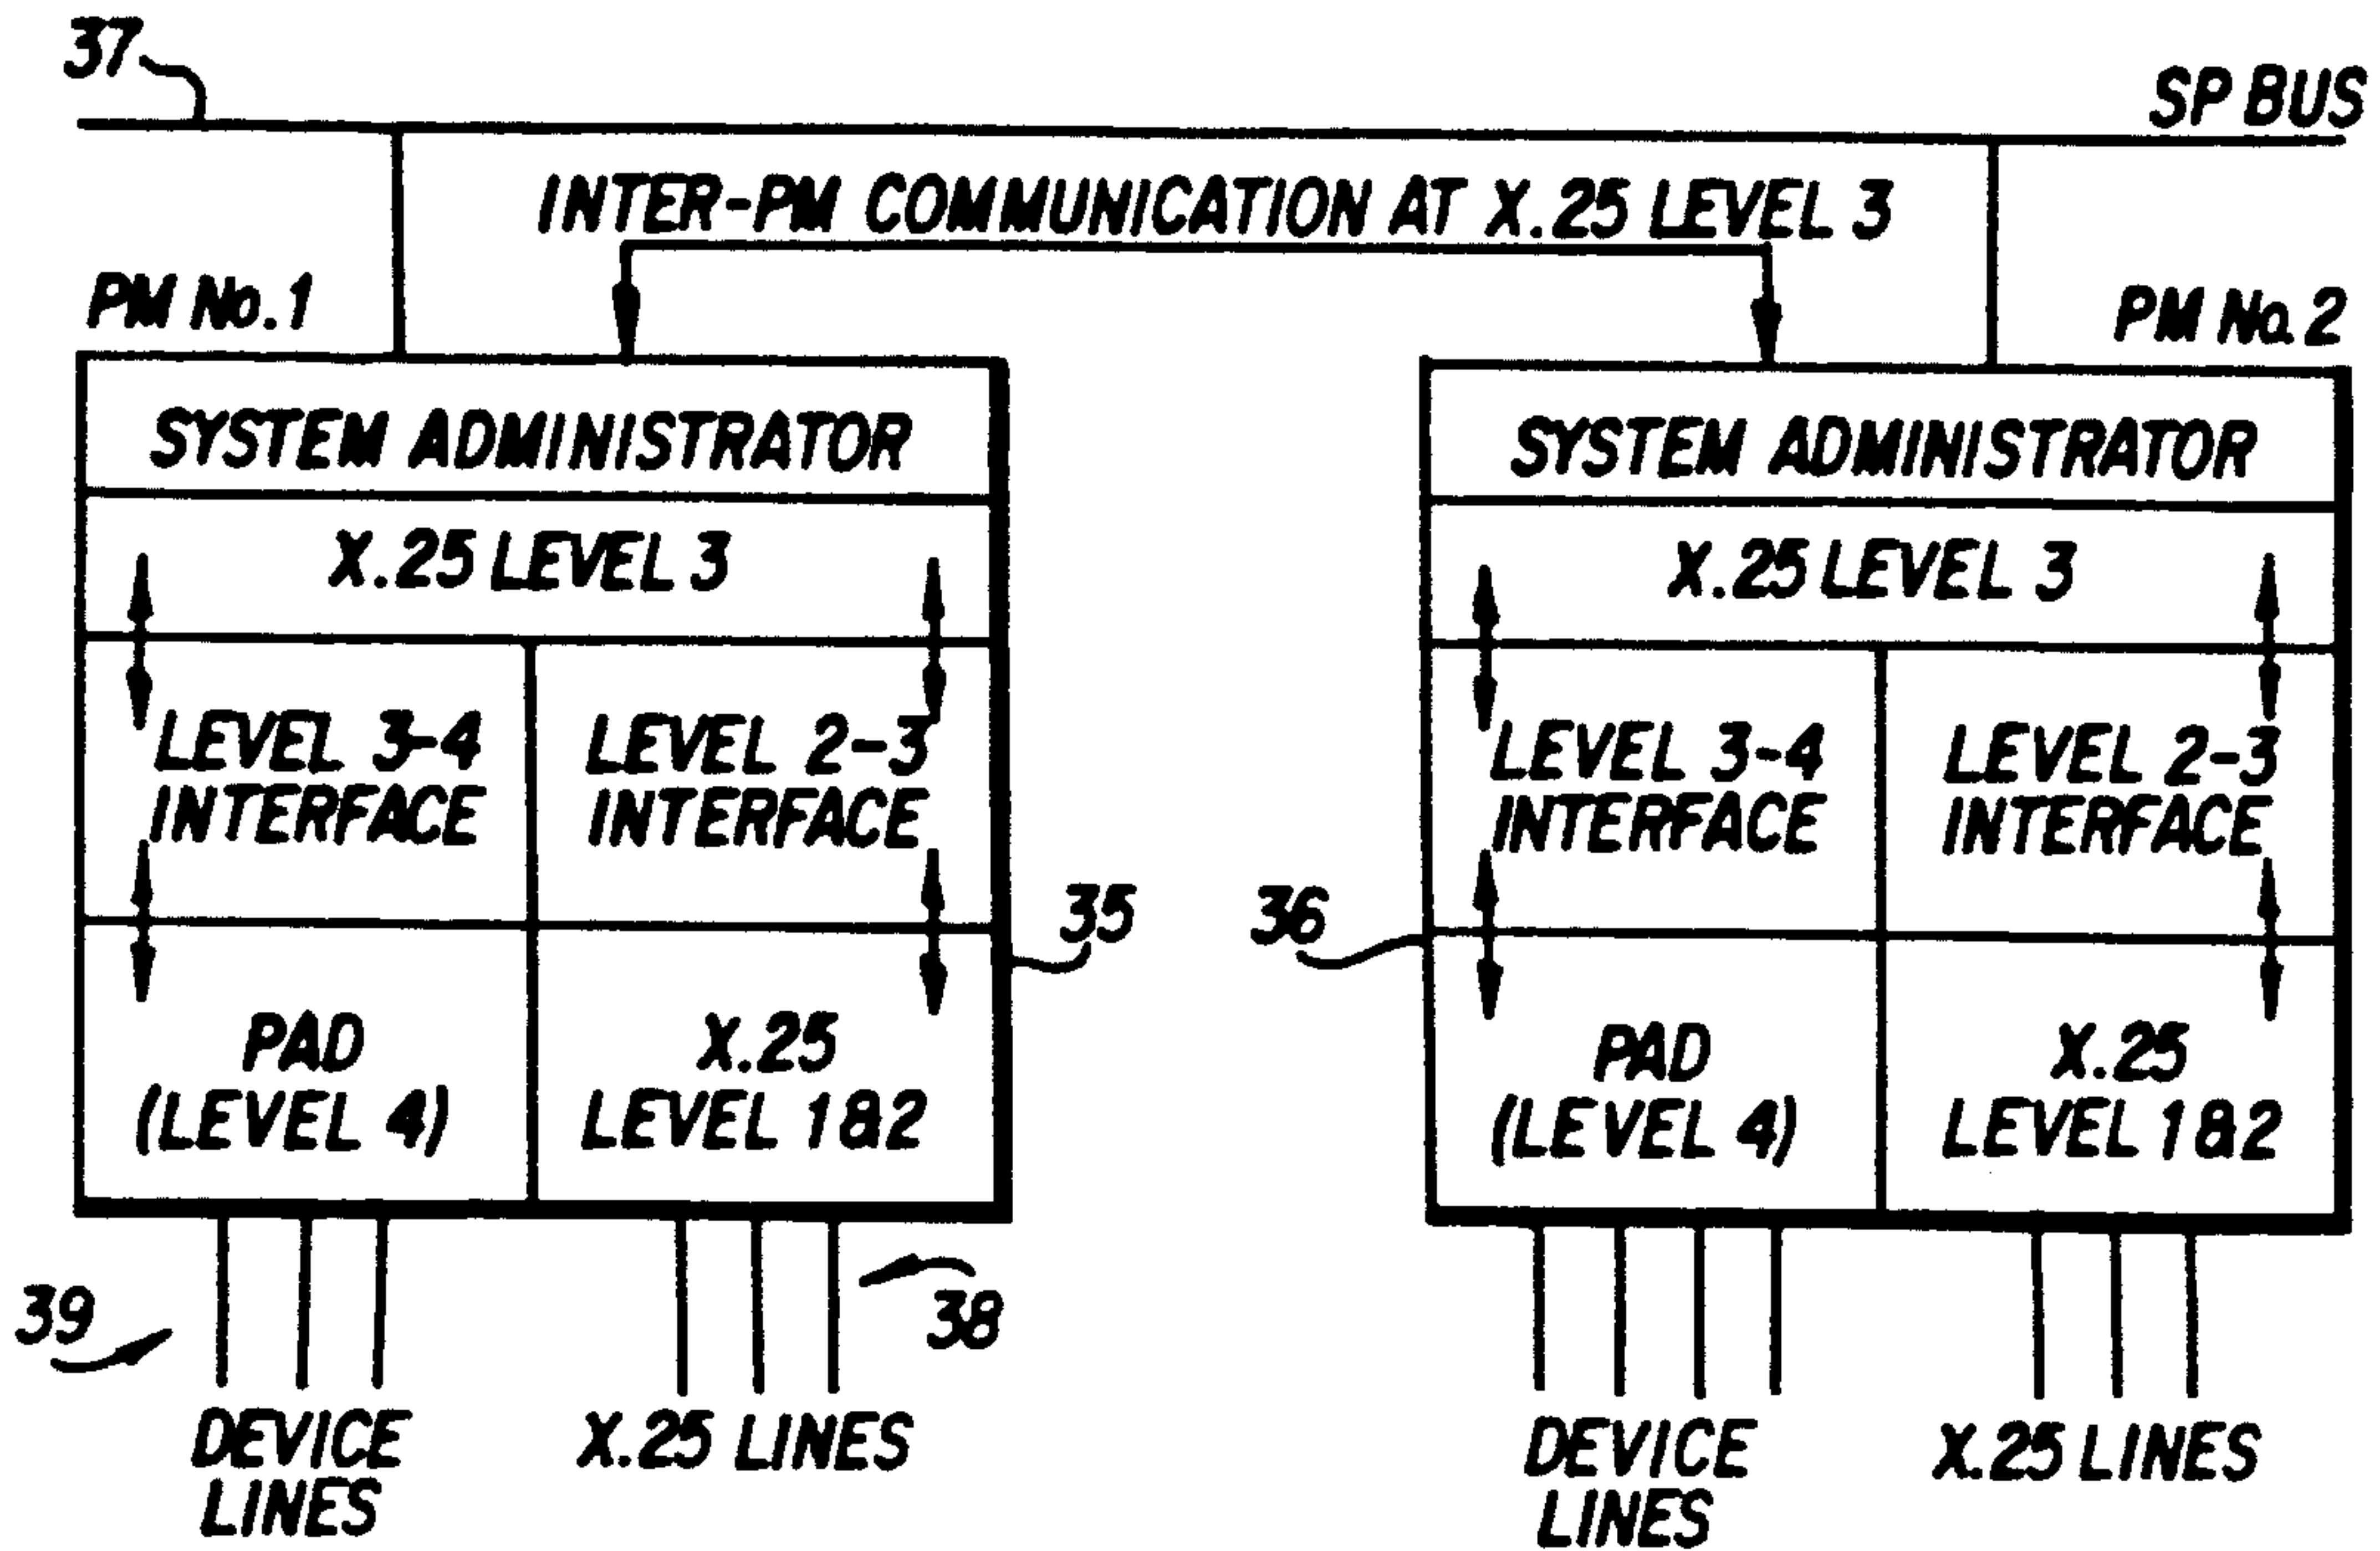 37
SP BUS
INTER-PM COMMUNICATION AT X.25 LEVEL 3
PM No. 1
PM No. 2
SYSTEM ADMINISTRATOR
X.25 LEVEL 3
LEVEL 3-4
INTERFACE
LEVEL 2-3
INTERFACE
35
PAD
(LEVEL 4)
X.25
LEVEL 1&2
39
38
DEVICE
LINES
X.25 LINES
SYSTEM ADMINISTRATOR
X.25 LEVEL 3
LEVEL 3-4
INTERFACE
LEVEL 2-3
INTERFACE
36
PAD
(LEVEL 4)
X.25
LEVEL 1&2
DEVICE
LINES
X.25 LINES